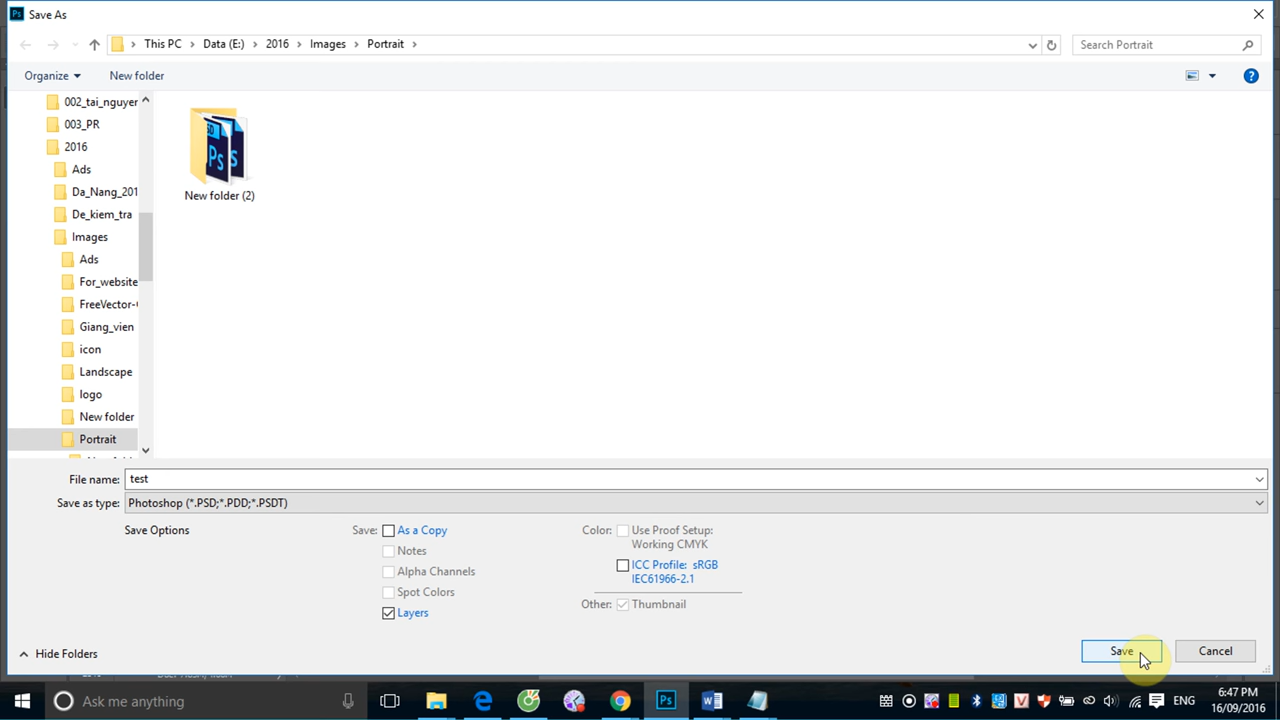 Save As
This PC > Data (E:) > 2016 > Images > Portrait >
Search Portrait
Organize
New folder
002_tai_nguyer
003_PR
2016
Ads
Da_Nang_201
De_kiem_tra
Images
Ads
For_website
FreeVector-
Giang_vien
icon
Landscape
logo
New folder
Portrait
New folder (2)
File name: test
Save as type: Photoshop (*.PSD;*.PDD;*.PSDT)
Save Options
Save: As a Copy
Notes
Alpha Channels
Spot Colors
Layers
Color: Use Proof Setup:
Working CMYK
ICC Profile: sRGB
IEC61966-2.1
Other: Thumbnail
Hide Folders
Save
Cancel
Ask me anything
ENG
6:47 PM
16/09/2016